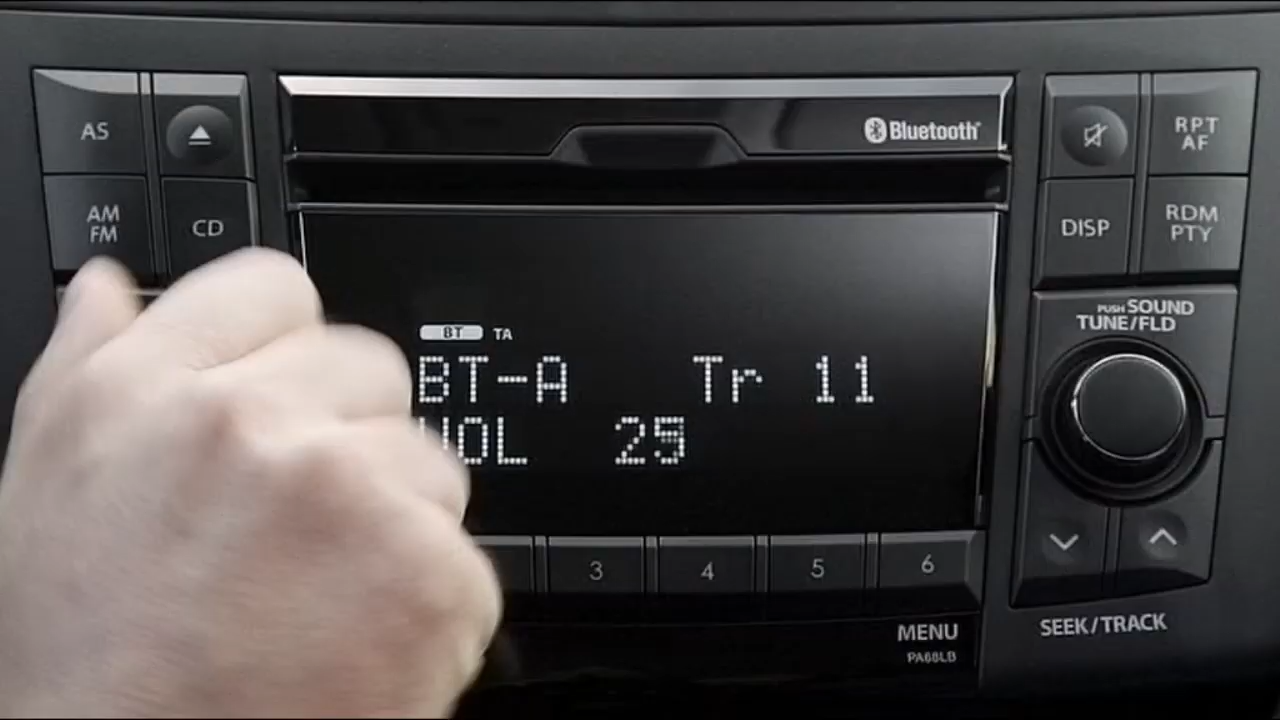 AS
AM
FM
CD
Bluetooth
RPT
AF
DISP
RDM
PTY
PUSH SOUND
TUNE/FLD
BT TA
BT-A Tr 11
VOL 25
3 4 5 6
MENU
PA66LB
SEEK/TRACK